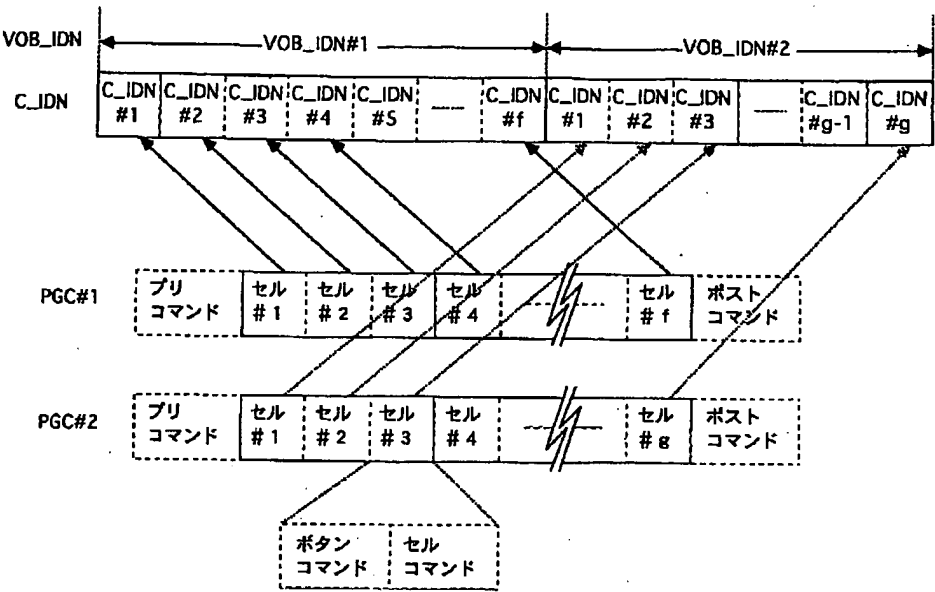 VOB_IDN
VOB_IDN#1
VOB_IDN#2
C_IDN
C_IDN #1
C_IDN #2
C_IDN #3
C_IDN #4
C_IDN #5
C_IDN #f
C_IDN #1
C_IDN #2
C_IDN #3
C_IDN #g-1
C_IDN #g
PGC#1
プリ
コマンド
セル
#1
セル
#2
セル
#3
セル
#4
セル
#f
ポスト
コマンド
PGC#2
プリ
コマンド
セル
#1
セル
#2
セル
#3
セル
#4
セル
#g
ポスト
コマンド
ボタン
コマンド
セル
コマンド